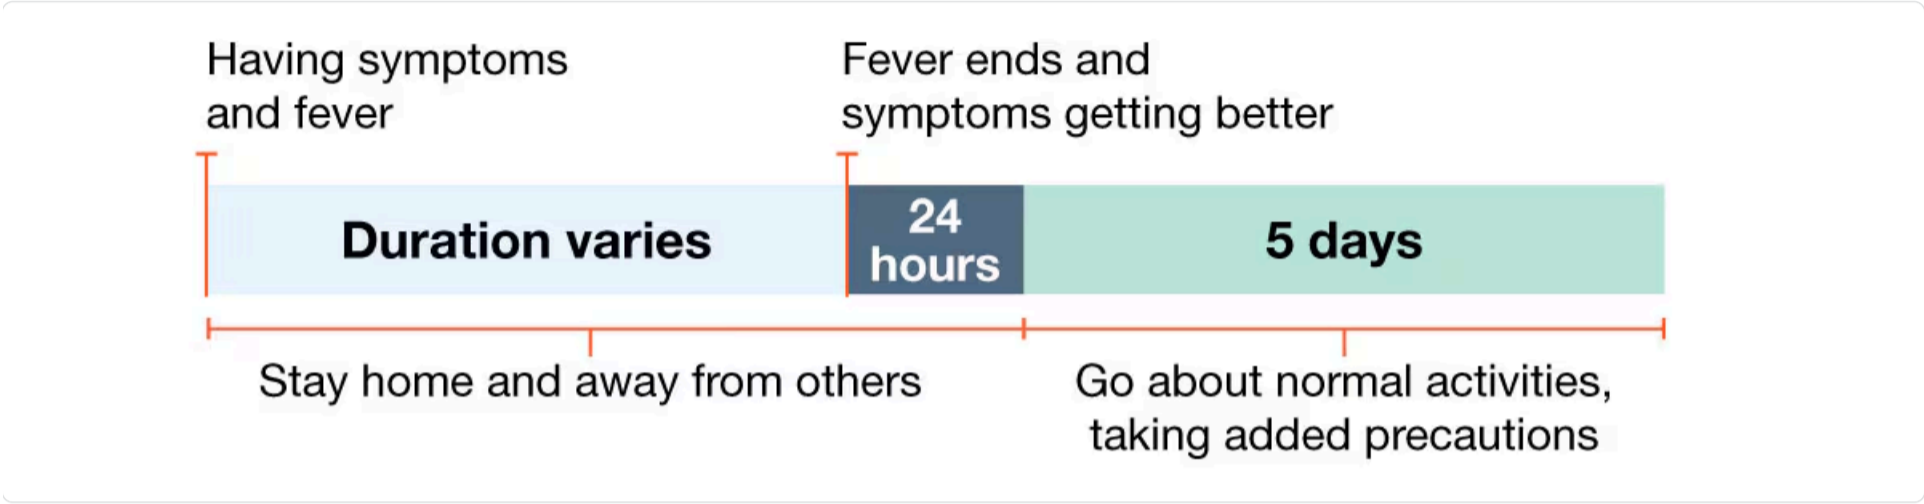 Having symptoms
and fever
Fever ends and
symptoms getting better
Duration varies
24
hours
5 days
Stay home and away from others
Go about normal activities,
taking added precautions